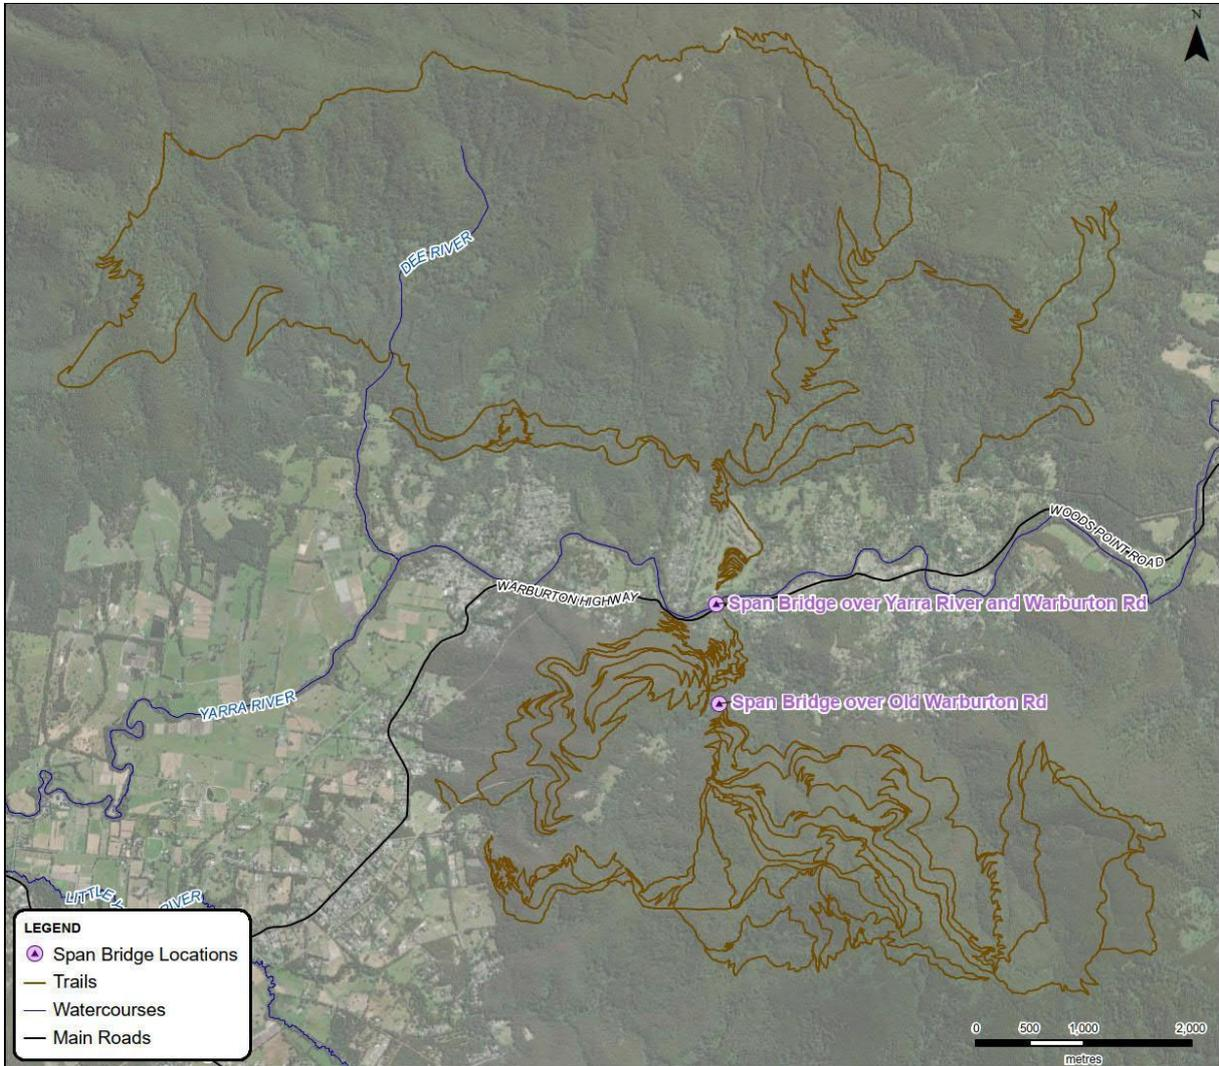 N
DEE RIVER
WOODS POINT ROAD
WARBURTON HIGHWAY
Span Bridge over Yarra River and Warburton Rd
YARRA RIVER
Span Bridge over Old Warburton Rd
LITTLE
RIVER
LEGEND
Span Bridge Locations
Trails
Watercourses
Main Roads
0 500 1,000 2,000
metres